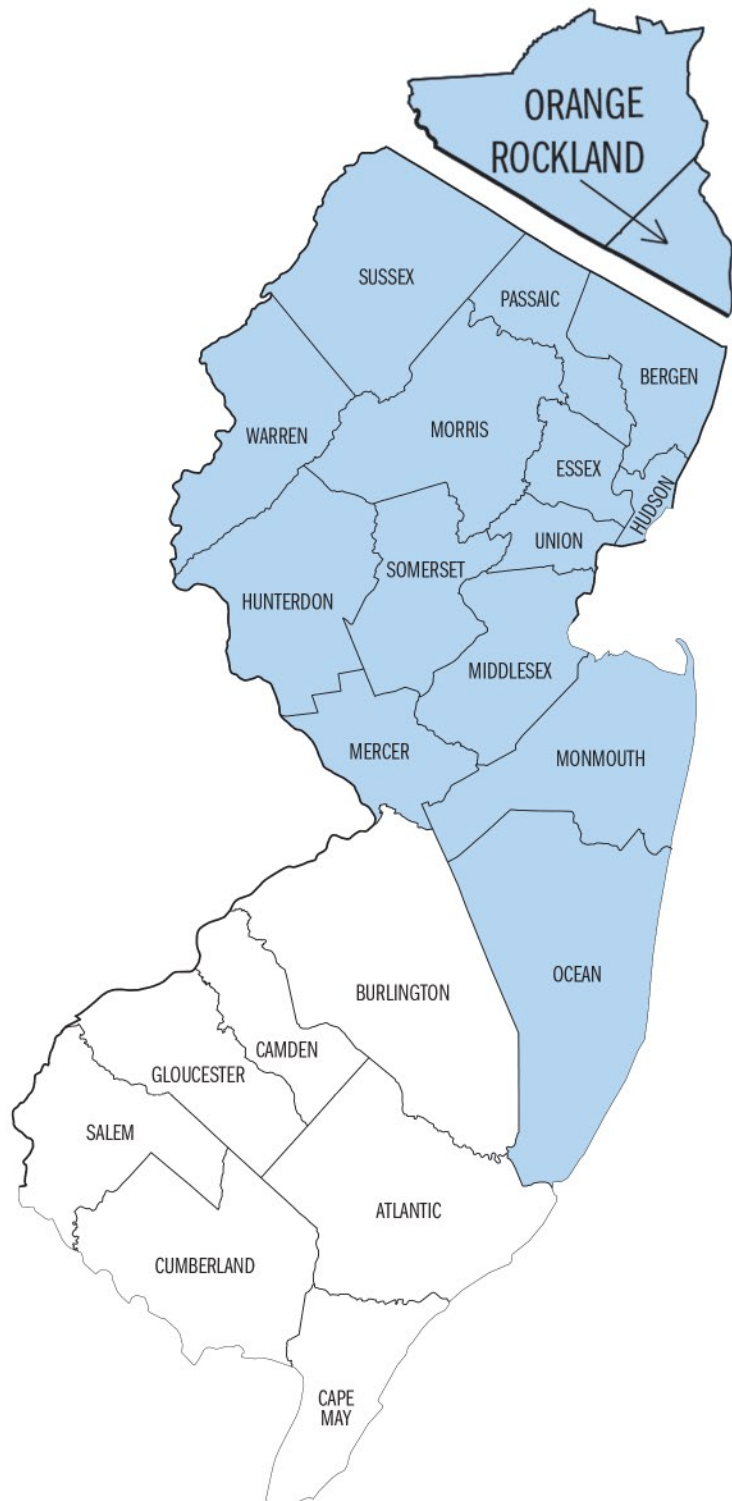 ORANGE
ROCKLAND
SUSSEX
PASSAIC
BERGEN
WARREN
MORRIS
ESSEX
HUDSON
UNION
SOMERSET
HUNTERDON
MIDDLESEX
MERCER
MONMOUTH
OCEAN
BURLINGTON
CAMDEN
GLOUCESTER
SALEM
ATLANTIC
CUMBERLAND
CAPE
MAY